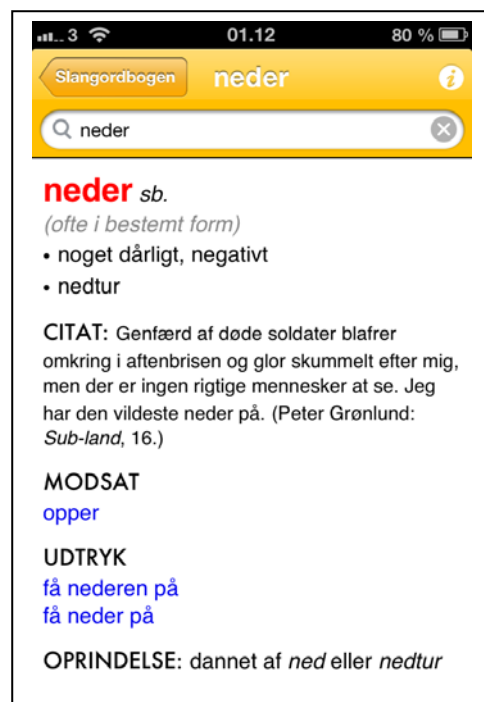 3 01.12 80 %
Slangordbogen neder i
neder
neder sb.
(ofte i bestemt form)
• noget dårligt, negativt
• nedtur
CITAT: Genfærd af døde soldater blafrer
omkring i aftenbrisen og glor skummelt efter mig,
men der er ingen rigtige mennesker at se. Jeg
har den vildeste neder på. (Peter Grønlund:
Sub-land, 16.)
MODSAT
opper
UDTRYK
få nederen på
få neder på
OPRINDELSE: dannet af ned eller nedtur